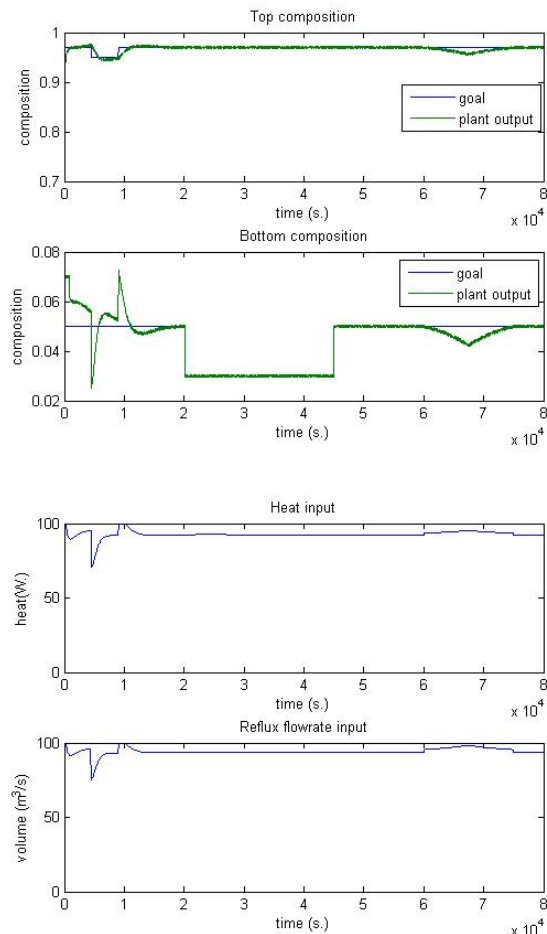 Top composition
1
0.9
0.8
0.7
composition
goal
plant output
0 1 2 3 4 5 6 7 8
time (s.)
x 10^4
Bottom composition
0.08
0.06
0.04
0.02
composition
goal
plant output
0 1 2 3 4 5 6 7 8
time (s.)
x 10^4
Heat input
100
50
0
heat(W.)
0 1 2 3 4 5 6 7 8
time (s.)
x 10^4
Reflux flowrate input
100
50
0
volume (m^3/s)
0 1 2 3 4 5 6 7 8
time (s.)
x 10^4